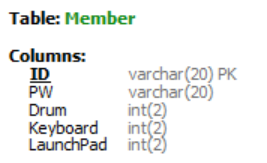 Table: Member
Columns:
ID varchar(20) PK
PW varchar(20)
Drum int(2)
Keyboard int(2)
LaunchPad int(2)